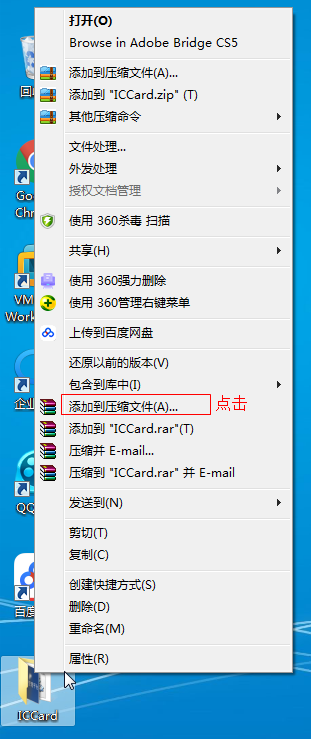 打开(O)
Browse in Adobe Bridge CS5
回
添加到压缩文件(A)...
添加到 "ICCard.zip" (T)
其他压缩命令
文件处理...
外发处理
Go
Chr
授权文档管理
使用 360杀毒 扫描
共享(H)
使用 360强力删除
VM
使用 360管理右键菜单
Work
上传到百度网盘
还原以前的版本(V)
包含到库中(I)
企业
添加到压缩文件(A)...
点击
添加到 "ICCard.rar"(T)
压缩并 E-mail...
压缩到 "ICCard.rar" 并 E-mail
发送到(N)
QQ
剪切(T)
复制(C)
创建快捷方式(S)
删除(D)
百度
重命名(M)
属性(R)
ICCard